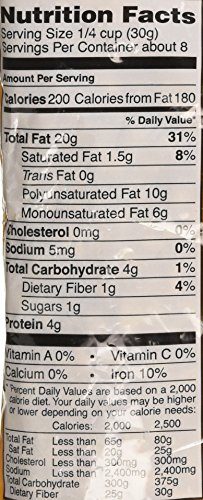 Nutrition Facts
Serving Size 1/4 cup (30g)
Servings Per Container about 8
Amount Per Serving
Calories 200 Calories from Fat 180
% Daily Value*
Total Fat 20g 31%
Saturated Fat 1.5g 8%
Trans Fat 0g
Polyunsaturated Fat 10g
Monounsaturated Fat 6g
Cholesterol 0mg 0%
Sodium 5mg 0%
Total Carbohydrate 4g 1%
Dietary Fiber 1g 4%
Sugars 1g
Protein 4g
Vitamin A 0% • Vitamin C 0%
Calcium 0% • Iron 10%
* Percent Daily Values are based on a 2,000
calorie diet. Your daily values may be higher
or lower depending on your calorie needs:
Calories: 2,000 2,500
Total Fat Less than 65g 80g
Sat Fat Less than 20g 25g
Cholesterol Less than 300mg 300mg
Sodium Less than 2,400mg 2,400mg
Total Carbohydrate 300g 375g
Dietary Fiber 25g 30g